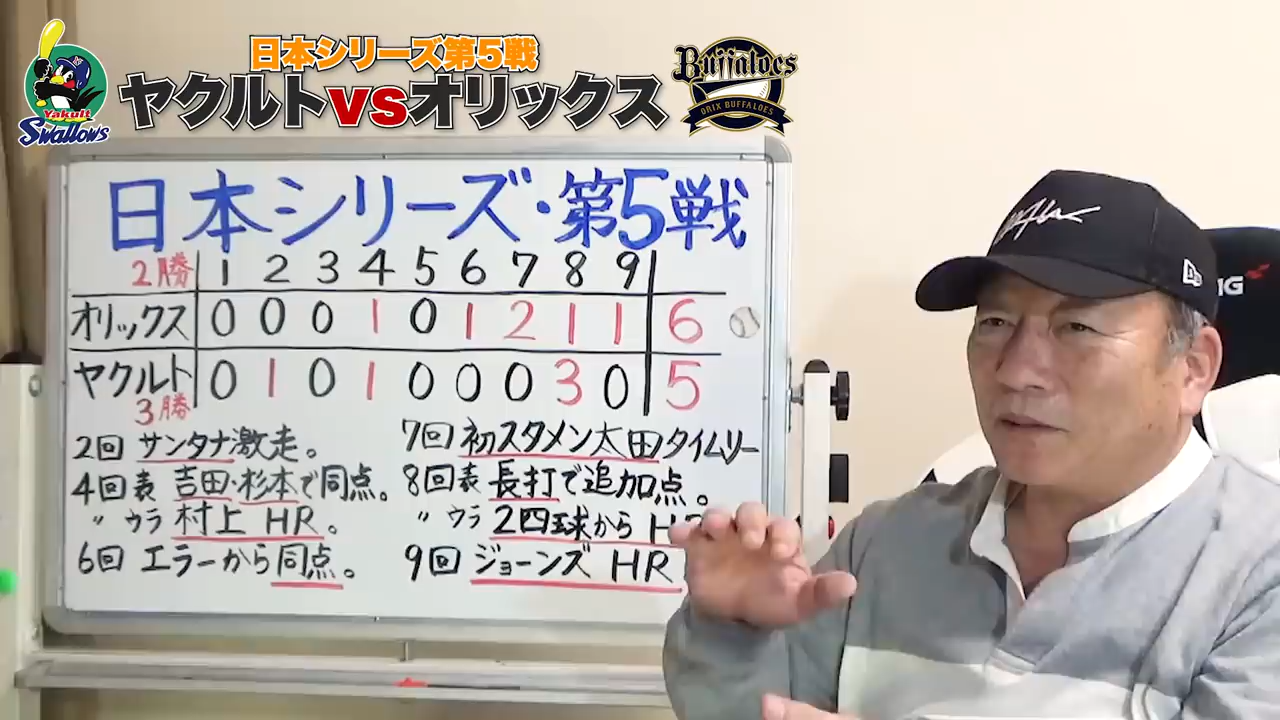 日本シリーズ第5戦
ヤクルトvsオリックス
Yakult
Swallows
Buffaloes
ORIX BUFFALOES
日本シリーズ・第5戦
2勝 1 2 3 4 5 6 7 8 9
オリックス 0 0 0 1 0 1 2 1 1 6
ヤクルト 0 1 0 1 0 0 0 3 0 5
3勝
2回 サンタナ激走。
4回表 吉田・杉本で同点。
〃 ウラ 村上 HR。
6回 エラーから同点。
7回 初スタメン太田タイムリー
8回表 長打で追加点。
〃 ウラ 2四球から H
9回 ジョーンズ HR
NG